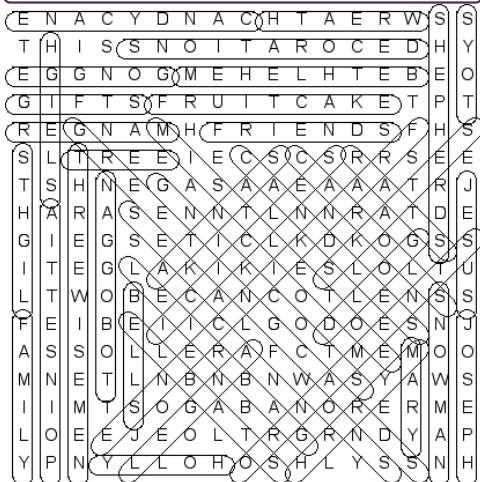 E N A C Y D N A C H T A E R W S S
T H I S S N O I T A R O C E D H Y
E G G N O G M E H E L H T E B E O
G I F T S F R U I T C A K E T P T
R E G N A M H F R I E N D S F H S
S L T R E E I E C S C S R R S E E
T S H N E G A S A A E A A A T R J
H A R A S E N N T L N N R A T D E
G I E G S E T I C L K D K O G S S
I T E G L A K I K I E S L O L T U
L T W O B E C A N C O T L E N S S
F E I B E I I C L G O D O E S N J
A S S O L L E R A F C T M E M O O
M N E T L N B N B N W A S Y A W S
I I M T S O G A B A N O R E R M E
L O E E J E O L T R G R N D Y A P
Y P N Y L L O H O S H L Y S S N H